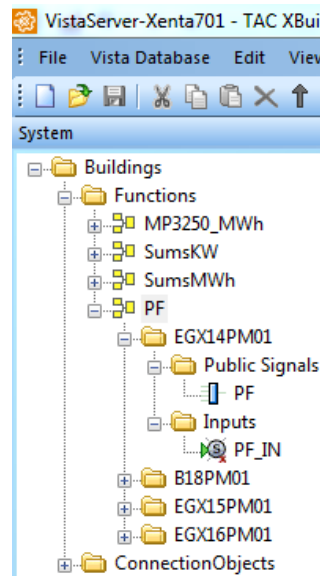 VistaServer-Xenta701 - TAC XBui
File Vista Database Edit View
System
Buildings
Functions
MP3250_MWh
SumsKW
SumsMWh
PF
EGX14PM01
Public Signals
PF
Inputs
S PF_IN
B18PM01
EGX15PM01
EGX16PM01
ConnectionObjects